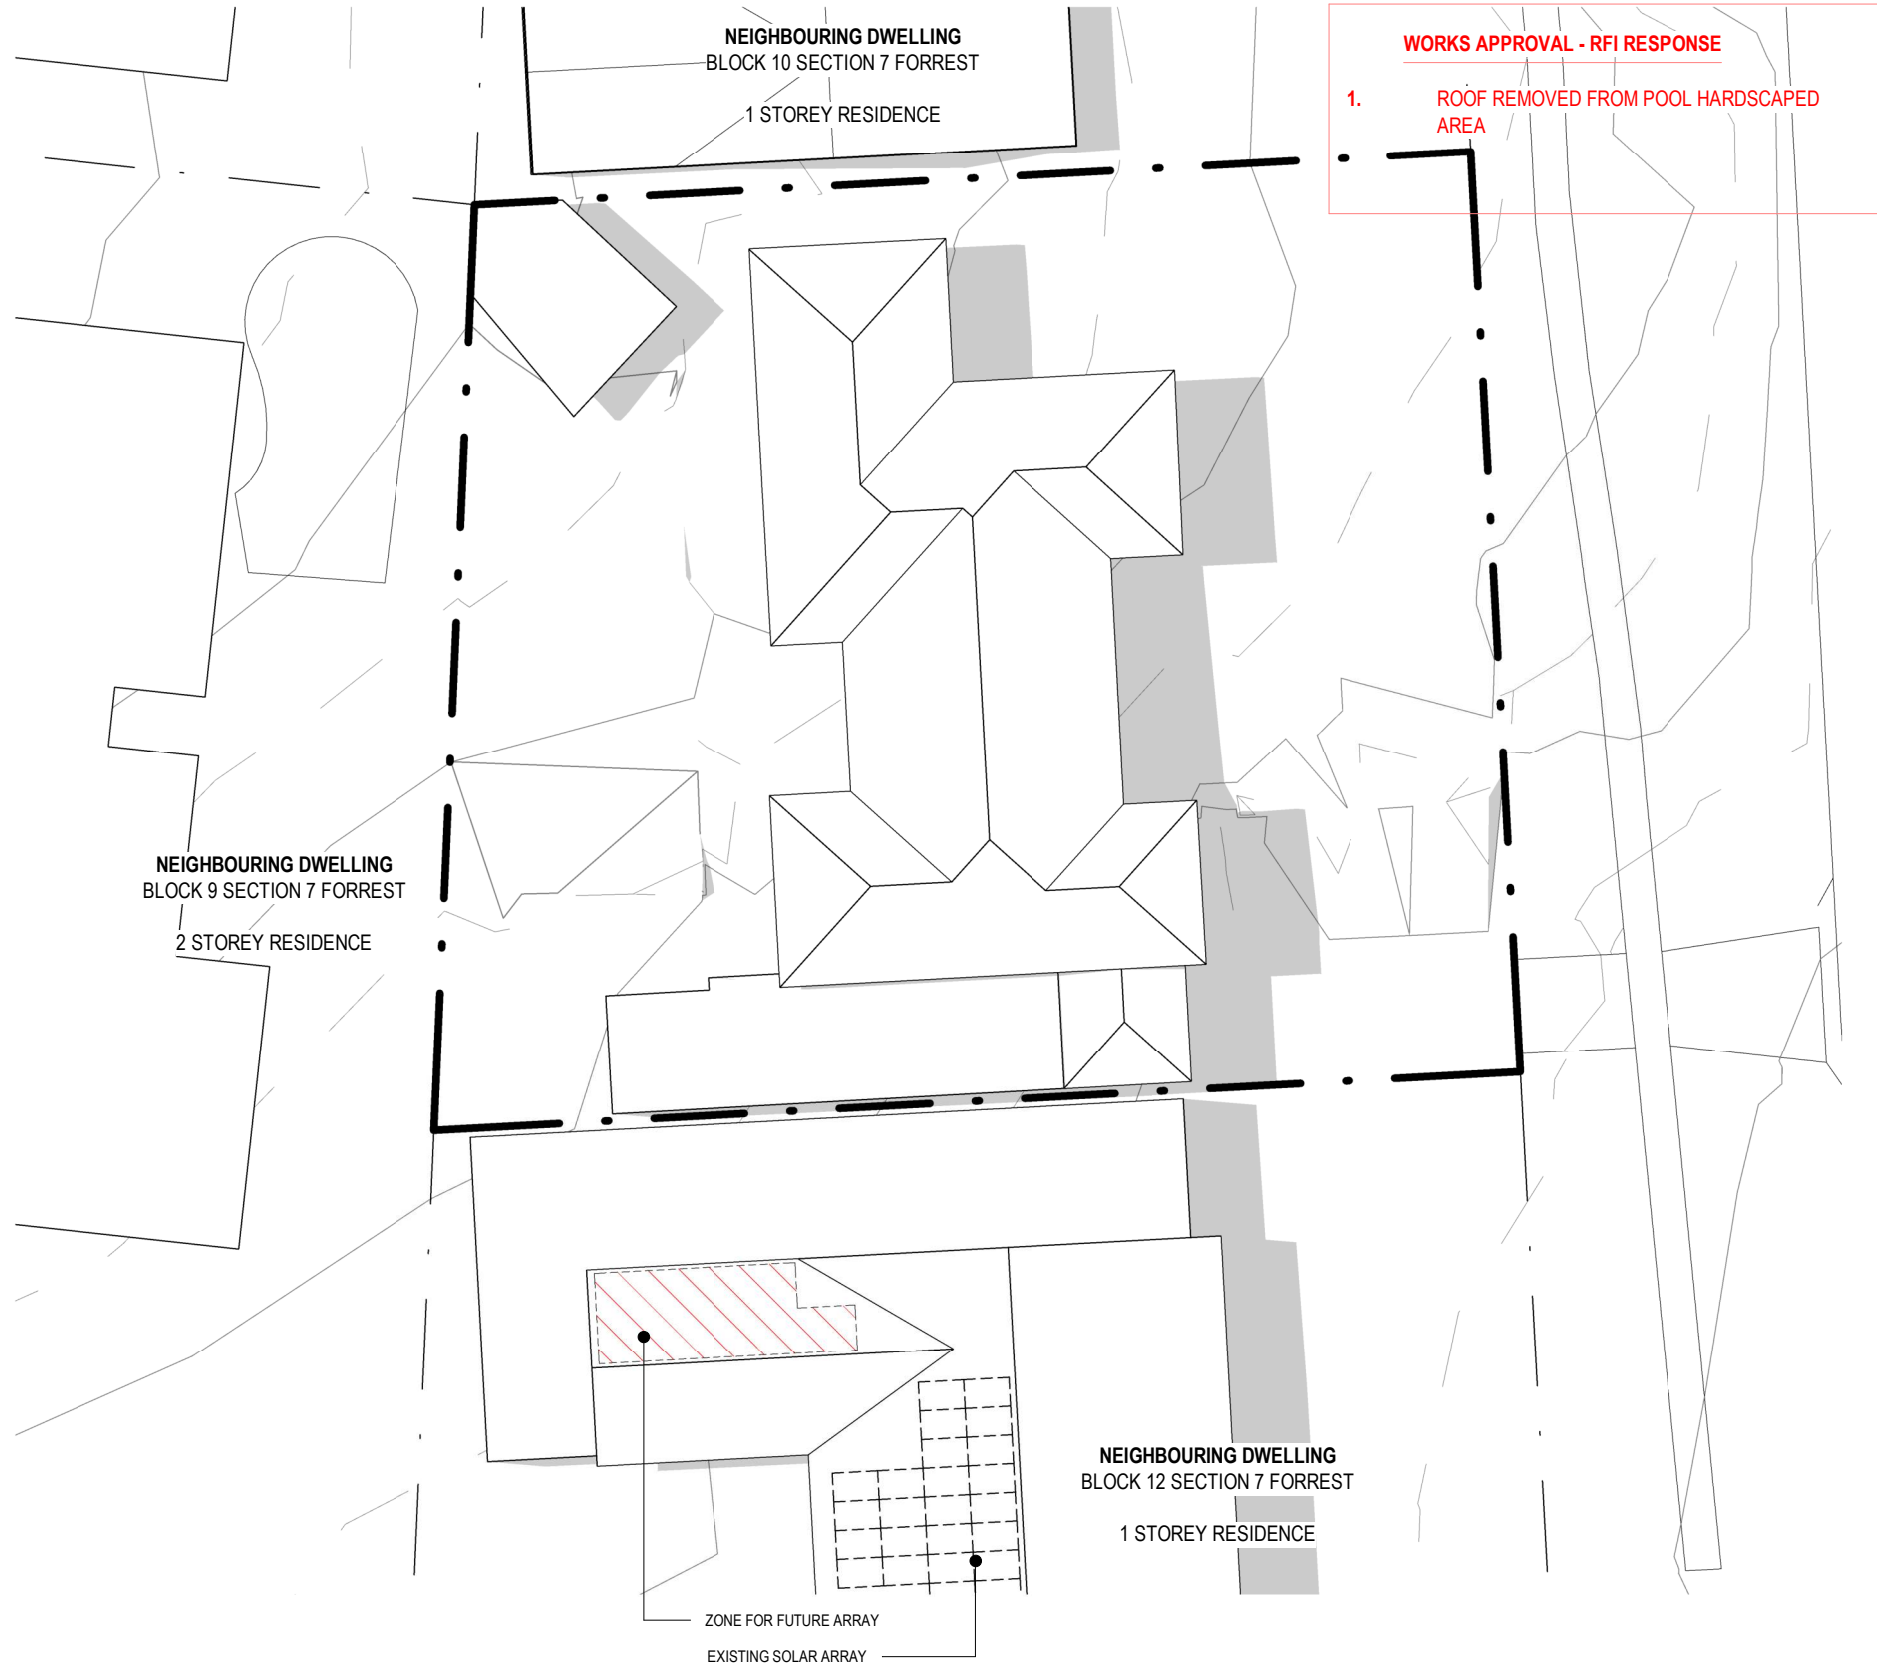 NEIGHBOURING DWELLING
BLOCK 10 SECTION 7 FORREST
1 STOREY RESIDENCE
WORKS APPROVAL - RFI RESPONSE
1. ROOF REMOVED FROM POOL HARDSCAPED
AREA
NEIGHBOURING DWELLING
BLOCK 9 SECTION 7 FORREST
2 STOREY RESIDENCE
NEIGHBOURING DWELLING
BLOCK 12 SECTION 7 FORREST
1 STOREY RESIDENCE
ZONE FOR FUTURE ARRAY
EXISTING SOLAR ARRAY